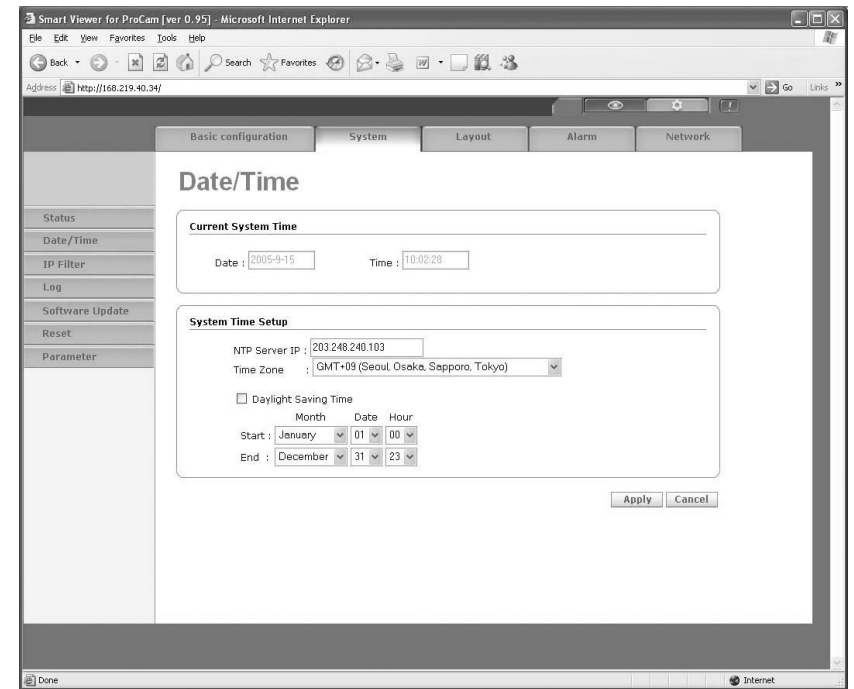 Smart Viewer for ProCam [ver 0.95] - Microsoft Internet Explorer
File Edit View Favorites Tools Help
Back Search Favorites
Address http://168.219.40.34/ Go Links »
Basic configuration System Layout Alarm Network
Date/Time
Status
Date/Time
IP Filter
Log
Software Update
Reset
Parameter
Current System Time
Date : 2005-9-15 Time : 10:02:28
System Time Setup
NTP Server IP : 203.248.240.103
Time Zone : GMT+09 (Seoul, Osaka, Sapporo, Tokyo)
Daylight Saving Time
Month Date Hour
Start : January 01 00
End : December 31 23
Apply Cancel
Done Internet